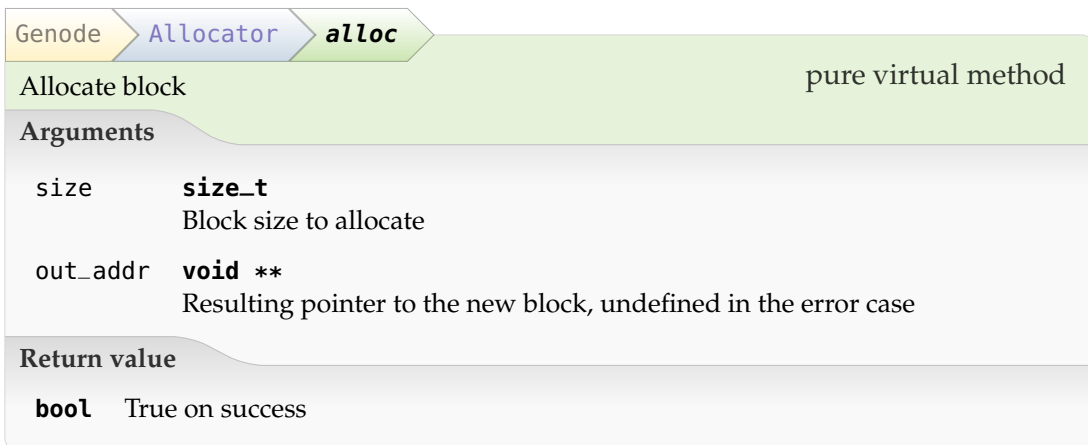 Genode Allocator alloc
pure virtual method
Allocate block
Arguments
size size_t
Block size to allocate
out_addr void **
Resulting pointer to the new block, undefined in the error case
Return value
bool True on success